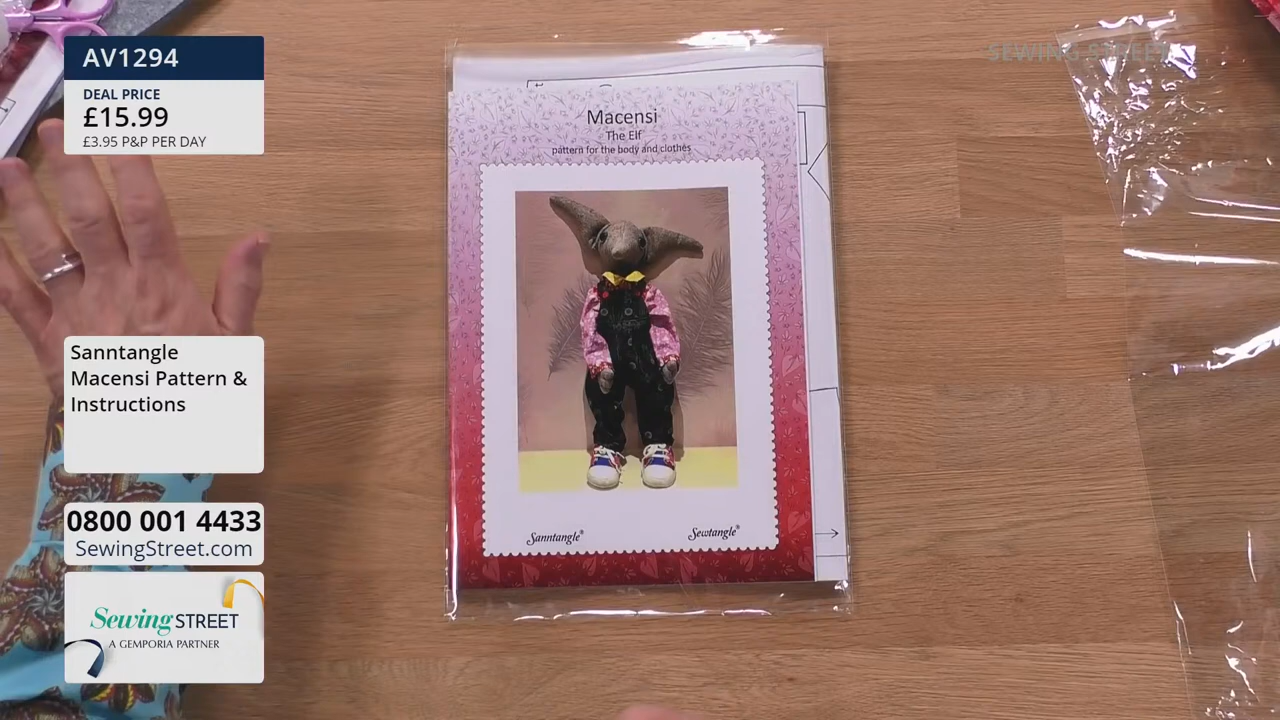 AV1294
DEAL PRICE
£15.99
£3.95 P&P PER DAY
SEWING STREET
Macensi
The Elf
pattern for the body and clothes
Sanntangle®
Sewtangle®
Sanntangle
Macensi Pattern &
Instructions
0800 001 4433
SewingStreet.com
Sewing STREET
A GEMPORIA PARTNER